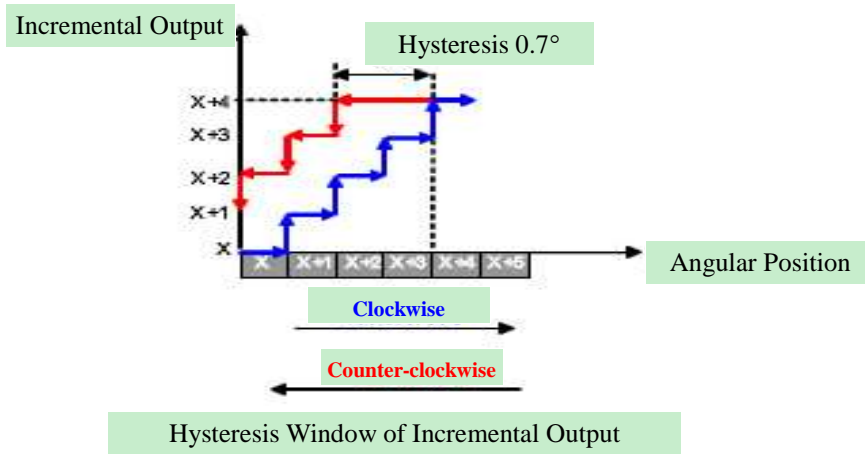 Incremental Output
Hysteresis 0.7°
X+4
X+3
X+2
X+1
X
X X+1 X+2 X+3 X+4 X+5
Angular Position
Clockwise
Counter-clockwise
Hysteresis Window of Incremental Output